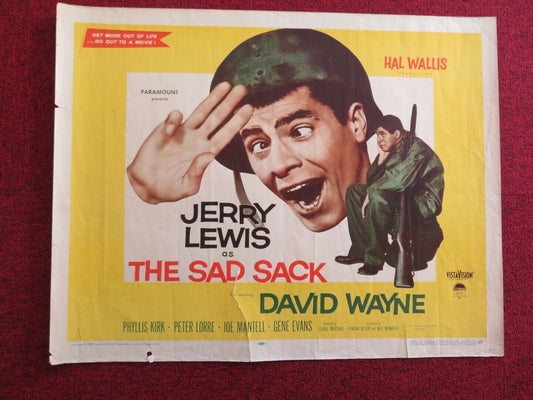 GET MORE OUT OF LIFE
...GO OUT TO A MOVIE!
HAL WALLIS
PRODUCTION
PARAMOUNT
presents
JERRY
LEWIS
as
THE SAD SACK
DAVID WAYNE
VISTAVISION
PHYLLIS KIRK • PETER LORRE • JOE MANTELL • GENE EVANS